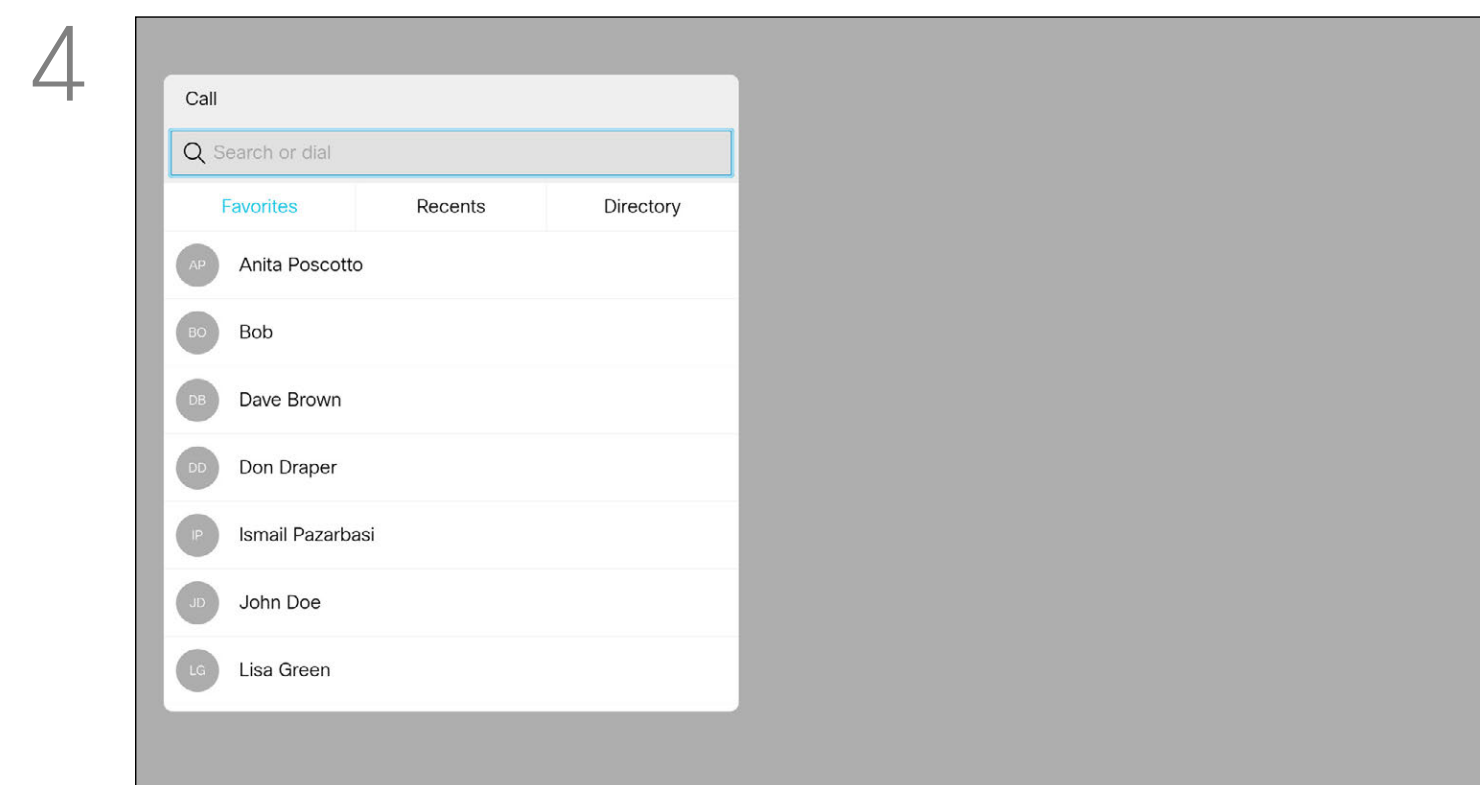 4
Call
Search or dial
Favorites Recents Directory
AP Anita Poscotto
BO Bob
DB Dave Brown
DD Don Draper
IP Ismail Pazarbasi
JD John Doe
LG Lisa Green